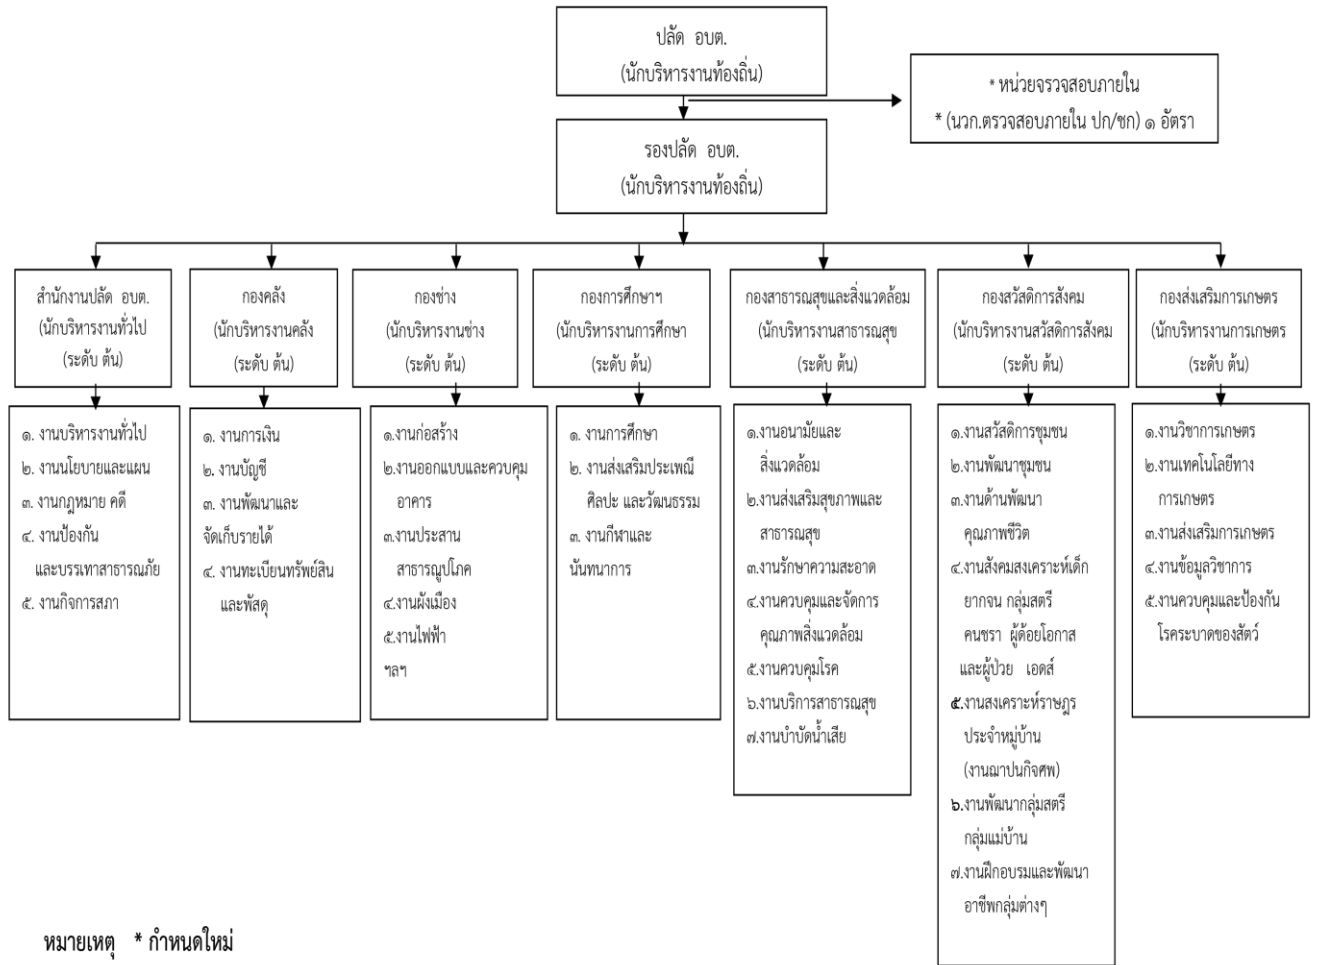 ปลัด อบต.
(นักบริหารงานท้องถิ่น)
* หน่วยจรวจสอบภายใน
* (นวก.ตรวจสอบภายใน ปก/ชก) ๑ อัตรา
รองปลัด อบต.
(นักบริหารงานท้องถิ่น)
สำนักงานปลัด อบต.
(นักบริหารงานทั่วไป
(ระดับ ต้น)
กองคลัง
(นักบริหารงานคลัง
(ระดับ ต้น)
กองช่าง
(นักบริหารงานช่าง
(ระดับ ต้น)
กองการศึกษาฯ
(นักบริหารงานการศึกษา
(ระดับ ต้น)
กองสาธารณสุขและสิ่งแวดล้อม
(นักบริหารงานสาธารณสุข
(ระดับ ต้น)
กองสวัสดิการสังคม
(นักบริหารงานสวัสดิการสังคม
(ระดับ ต้น)
กองส่งเสริมการเกษตร
(นักบริหารงานการเกษตร
(ระดับ ต้น)
๑. งานบริหารงานทั่วไป
๒. งานนโยบายและแผน
๓. งานกฎหมาย คดี
๔. งานป้องกัน
และบรรเทาสาธารณภัย
๕. งานกิจการสภา
๑. งานการเงิน
๒. งานบัญชี
๓. งานพัฒนาและ
จัดเก็บรายได้
๔. งานทะเบียนทรัพย์สิน
และพัสดุ
๑.งานก่อสร้าง
๒.งานออกแบบและควบคุม
อาคาร
๓.งานประสาน
สาธารณูปโภค
๔.งานผังเมือง
๕.งานไฟฟ้า
ฯลฯ
๑. งานการศึกษา
๒. งานส่งเสริมประเพณี
ศิลปะ และวัฒนธรรม
๓. งานกีฬาและ
นันทนาการ
๑.งานอนามัยและ
สิ่งแวดล้อม
๒.งานส่งเสริมสุขภาพและ
สาธารณสุข
๓.งานรักษาความสะอาด
๔.งานควบคุมและจัดการ
คุณภาพสิ่งแวดล้อม
๕.งานควบคุมโรค
๖.งานบริการสาธารณสุข
๗.งานบำบัดน้ำเสีย
๑.งานสวัสดิการชุมชน
๒.งานพัฒนาชุมชน
๓.งานด้านพัฒนา
คุณภาพชีวิต
๔.งานสังคมสงเคราะห์เด็ก
ยากจน กลุ่มสตรี
คนชรา ผู้ด้อยโอกาส
และผู้ป่วย เอดส์
๕.งานสงเคราะห์ราษฎร
ประจำหมู่บ้าน
(งานฌาปนกิจศพ)
๖.งานพัฒนากลุ่มสตรี
กลุ่มแม่บ้าน
๗.งานฝึกอบรมและพัฒนา
อาชีพกลุ่มต่างๆ
๑.งานวิชาการเกษตร
๒.งานเทคโนโลยีทาง
การเกษตร
๓.งานส่งเสริมการเกษตร
๔.งานข้อมูลวิชาการ
๕.งานควบคุมและป้องกัน
โรคระบาดของสัตว์
หมายเหตุ * กำหนดใหม่